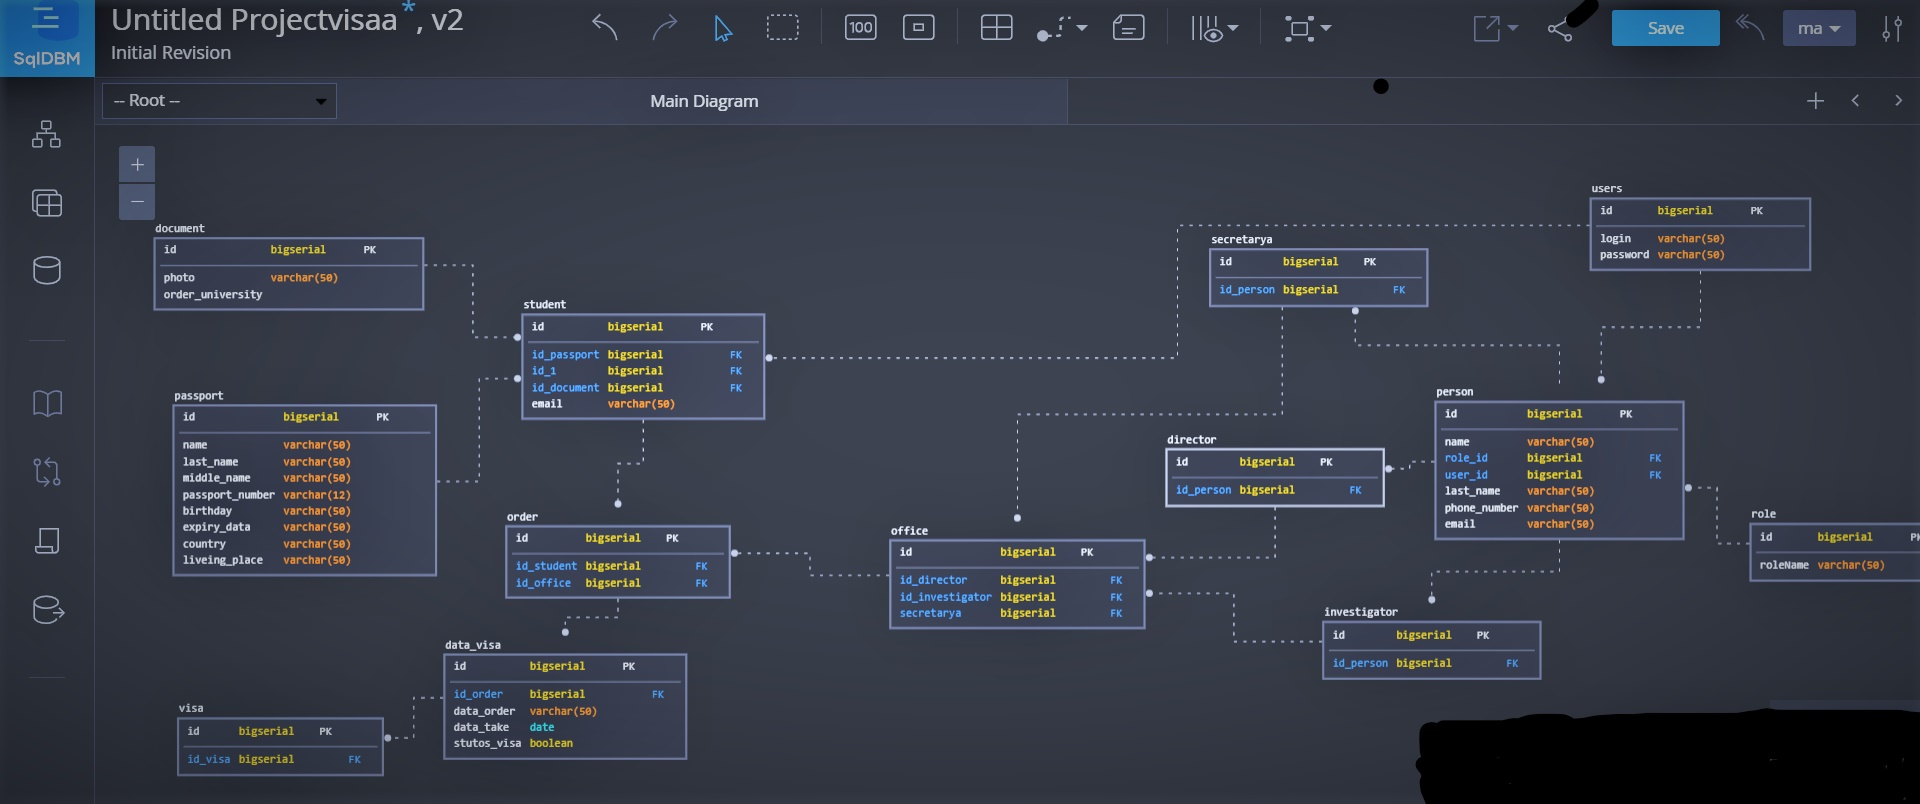 Untitled Projectvisaa*, v2
Initial Revision
SqlDBM
100
Save
ma
-- Root --
Main Diagram
document
id bigserial PK
photo varchar(50)
order_university
passport
id bigserial PK
name varchar(50)
last_name varchar(50)
middle_name varchar(50)
passport_number varchar(12)
birthday varchar(50)
expiry_data varchar(50)
country varchar(50)
liveing_place varchar(50)
student
id bigserial PK
id_passport bigserial FK
id_1 bigserial FK
id_document bigserial FK
email varchar(50)
order
id bigserial PK
id_student bigserial FK
id_office bigserial FK
data_visa
id bigserial PK
id_order bigserial FK
data_order varchar(50)
data_take date
stutos_visa boolean
visa
id bigserial PK
id_visa bigserial FK
office
id bigserial PK
id_director bigserial FK
id_investigator bigserial FK
secretarya bigserial FK
secretarya
id bigserial PK
id_person bigserial FK
director
id bigserial PK
id_person bigserial FK
users
id bigserial PK
login varchar(50)
password varchar(50)
person
id bigserial PK
name varchar(50)
role_id bigserial FK
user_id bigserial FK
last_name varchar(50)
phone_number varchar(50)
email varchar(50)
role
id bigserial PK
roleName varchar(50)
investigator
id bigserial PK
id_person bigserial FK